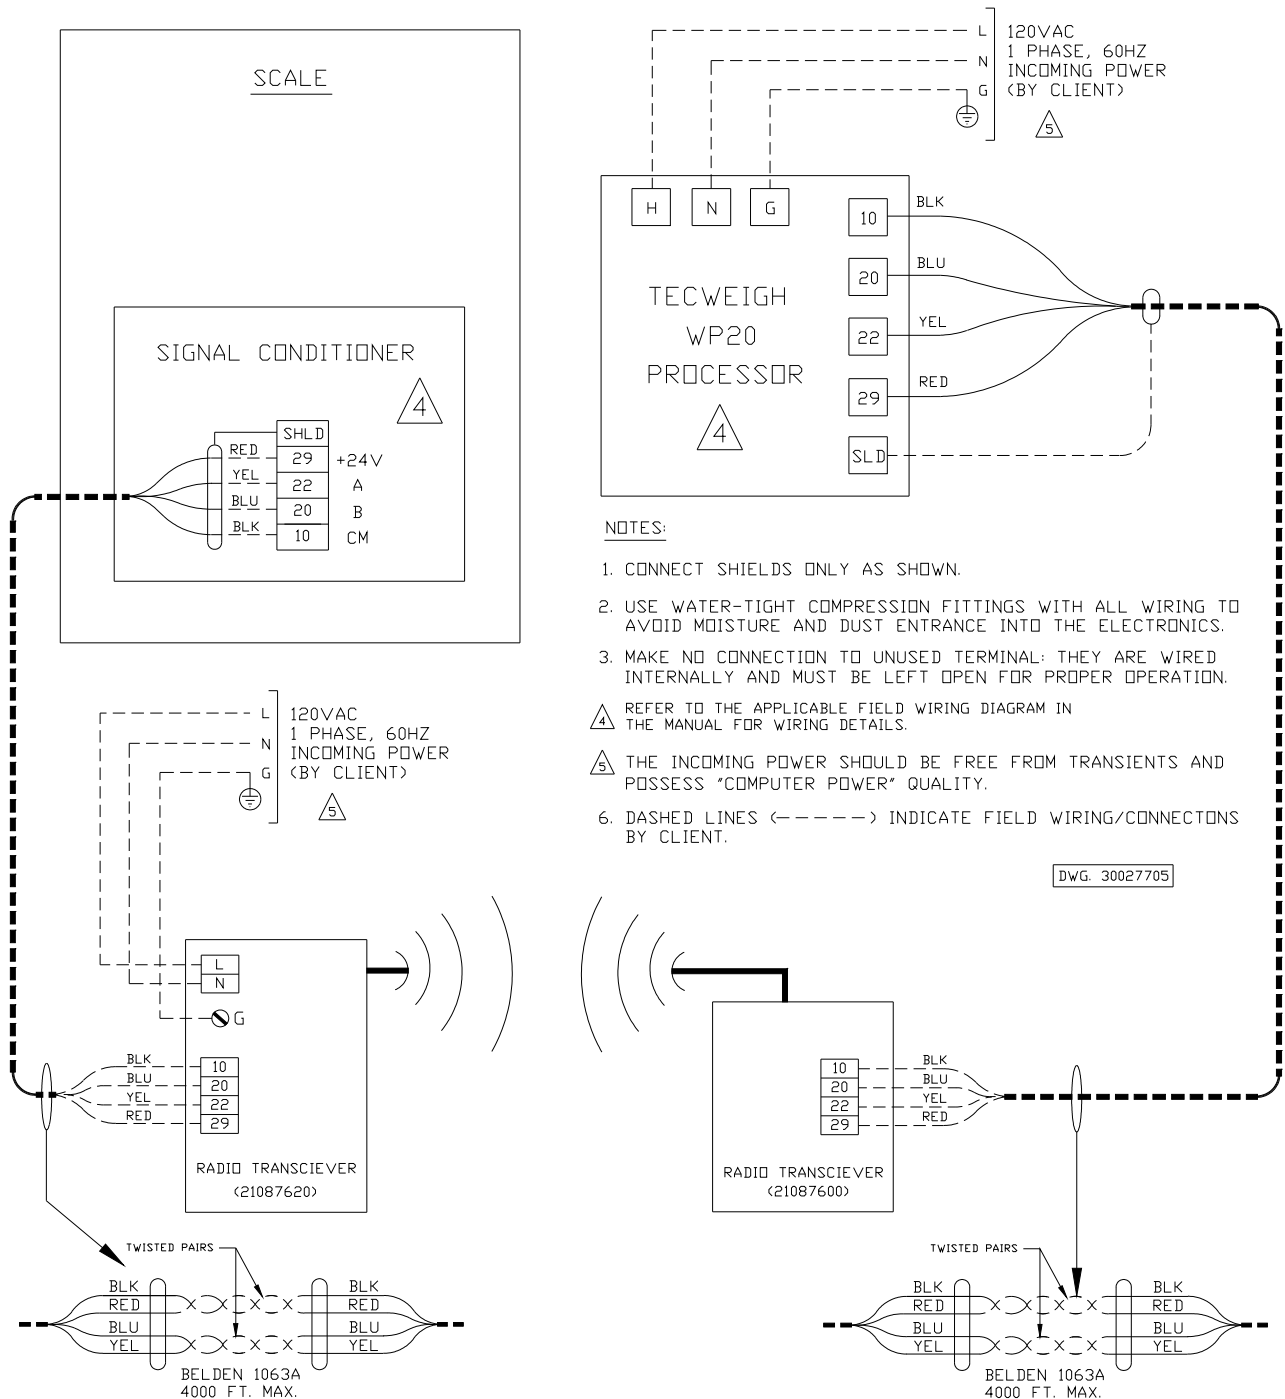 SCALE
SIGNAL CONDITIONER
4
SHLD
RED 29 +24V
YEL 22 A
BLU 20 B
BLK 10 CM
L 120VAC
1 PHASE, 60HZ
N
INCOMING POWER
G (BY CLIENT)
5
H N G
TECWEIGH
WP20
PROCESSOR
4
10 BLK
20 BLU
22 YEL
29 RED
SLD
NOTES:
1. CONNECT SHIELDS ONLY AS SHOWN.
2. USE WATER-TIGHT COMPRESSION FITTINGS WITH ALL WIRING TO
AVOID MOISTURE AND DUST ENTRANCE INTO THE ELECTRONICS.
3. MAKE NO CONNECTION TO UNUSED TERMINAL: THEY ARE WIRED
INTERNALLY AND MUST BE LEFT OPEN FOR PROPER OPERATION.
4 REFER TO THE APPLICABLE FIELD WIRING DIAGRAM IN
THE MANUAL FOR WIRING DETAILS.
5 THE INCOMING POWER SHOULD BE FREE FROM TRANSIENTS AND
POSSESS "COMPUTER POWER" QUALITY.
6. DASHED LINES (-----) INDICATE FIELD WIRING/CONNECTONS
BY CLIENT.
DWG. 30027705
L 120VAC
1 PHASE, 60HZ
N
INCOMING POWER
G (BY CLIENT)
5
L
N
G
BLK 10
BLU 20
YEL 22
RED 29
RADIO TRANSCIEVER
(21087620)
10 BLK
20 BLU
22 YEL
29 RED
RADIO TRANSCIEVER
(21087600)
TWISTED PAIRS
BLK BLK
RED RED
BLU BLU
YEL YEL
BELDEN 1063A
4000 FT. MAX.
TWISTED PAIRS
BLK BLK
RED RED
BLU BLU
YEL YEL
BELDEN 1063A
4000 FT. MAX.